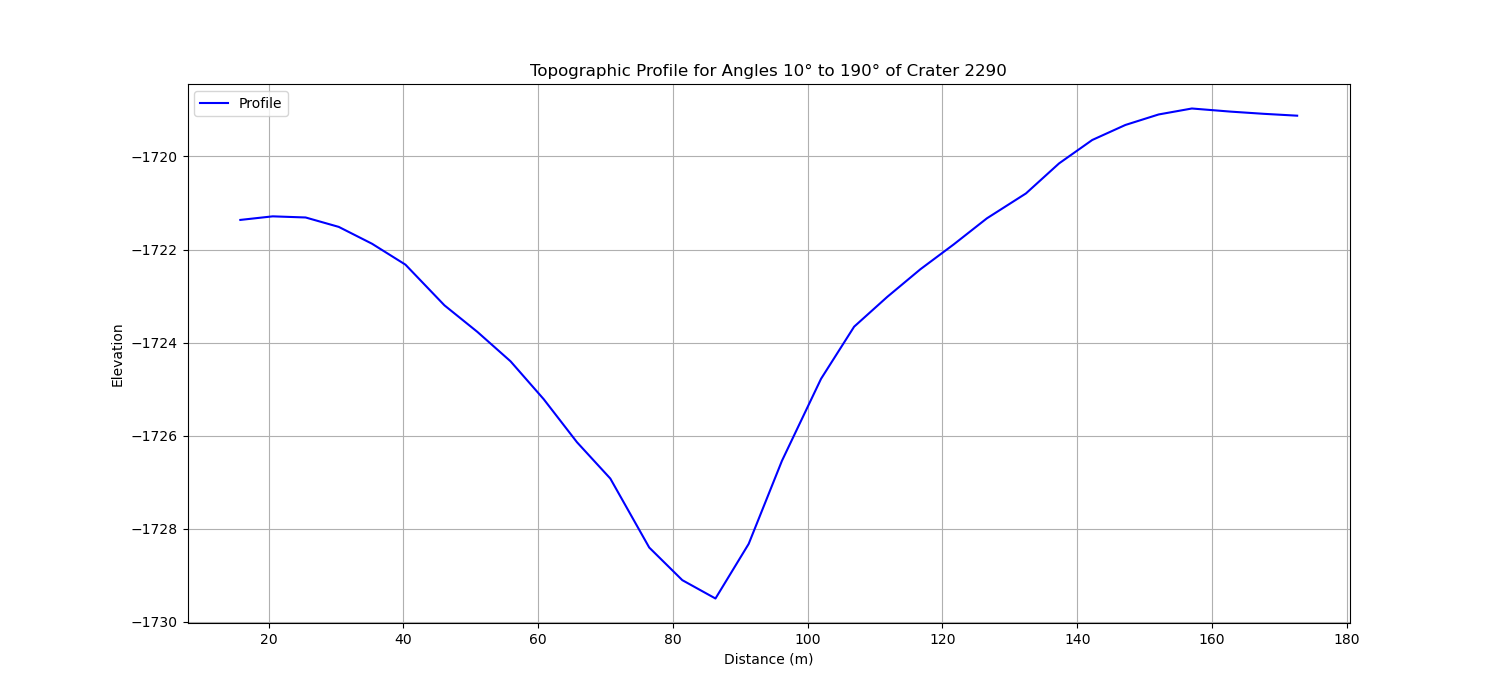 Topographic Profile for Angles 10° to 190° of Crater 2290
Profile
−1720
−1722
−1724
−1726
−1728
−1730
Elevation
20 40 60 80 100 120 140 160 180
Distance (m)